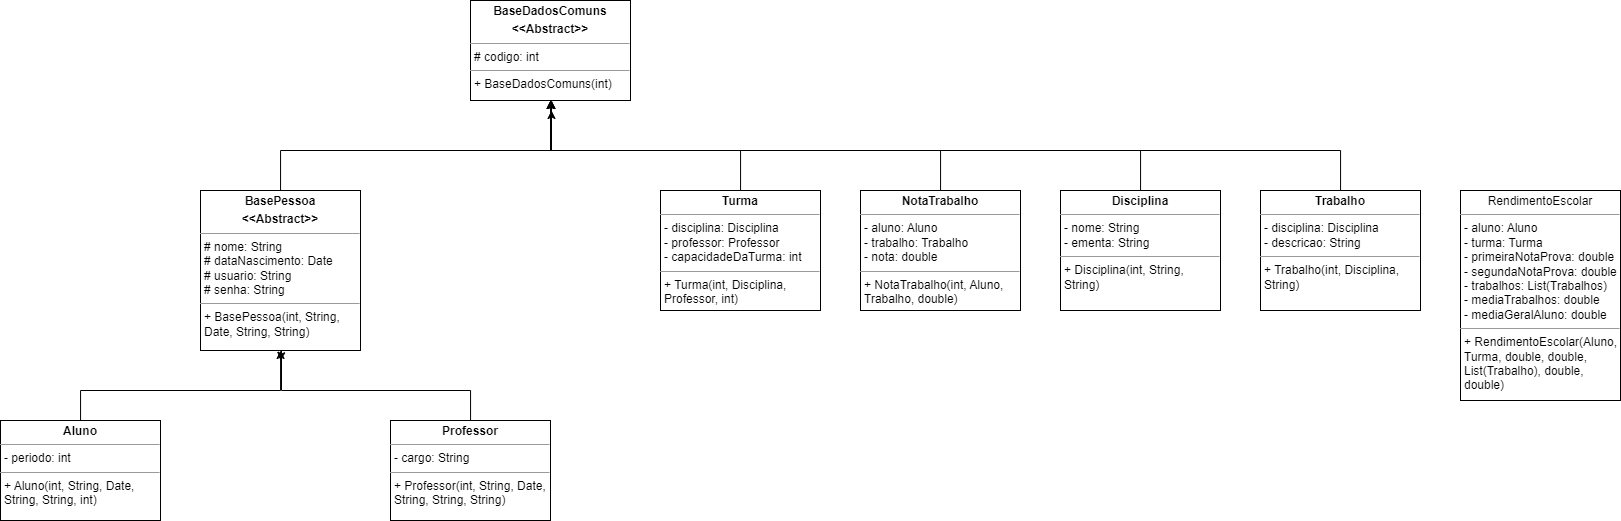 BaseDadosComuns
<<Abstract>>
# codigo: int
+ BaseDadosComuns(int)
BasePessoa
<<Abstract>>
# nome: String
# dataNascimento: Date
# usuario: String
# senha: String
+ BasePessoa(int, String,
Date, String, String)
Turma
- disciplina: Disciplina
- professor: Professor
- capacidadeDaTurma: int
+ Turma(int, Disciplina,
Professor, int)
NotaTrabalho
- aluno: Aluno
- trabalho: Trabalho
- nota: double
+ NotaTrabalho(int, Aluno,
Trabalho, double)
Disciplina
- nome: String
- ementa: String
+ Disciplina(int, String,
String)
Trabalho
- disciplina: Disciplina
- descricao: String
+ Trabalho(int, Disciplina,
String)
RendimentoEscolar
- aluno: Aluno
- turma: Turma
- primeiraNotaProva: double
- segundaNotaProva: double
- trabalhos: List(Trabalhos)
- mediaTrabalhos: double
- mediaGeralAluno: double
+ RendimentoEscolar(Aluno,
Turma, double, double,
List(Trabalho), double,
double)
Aluno
- periodo: int
+ Aluno(int, String, Date,
String, String, int)
Professor
- cargo: String
+ Professor(int, String, Date,
String, String, String)